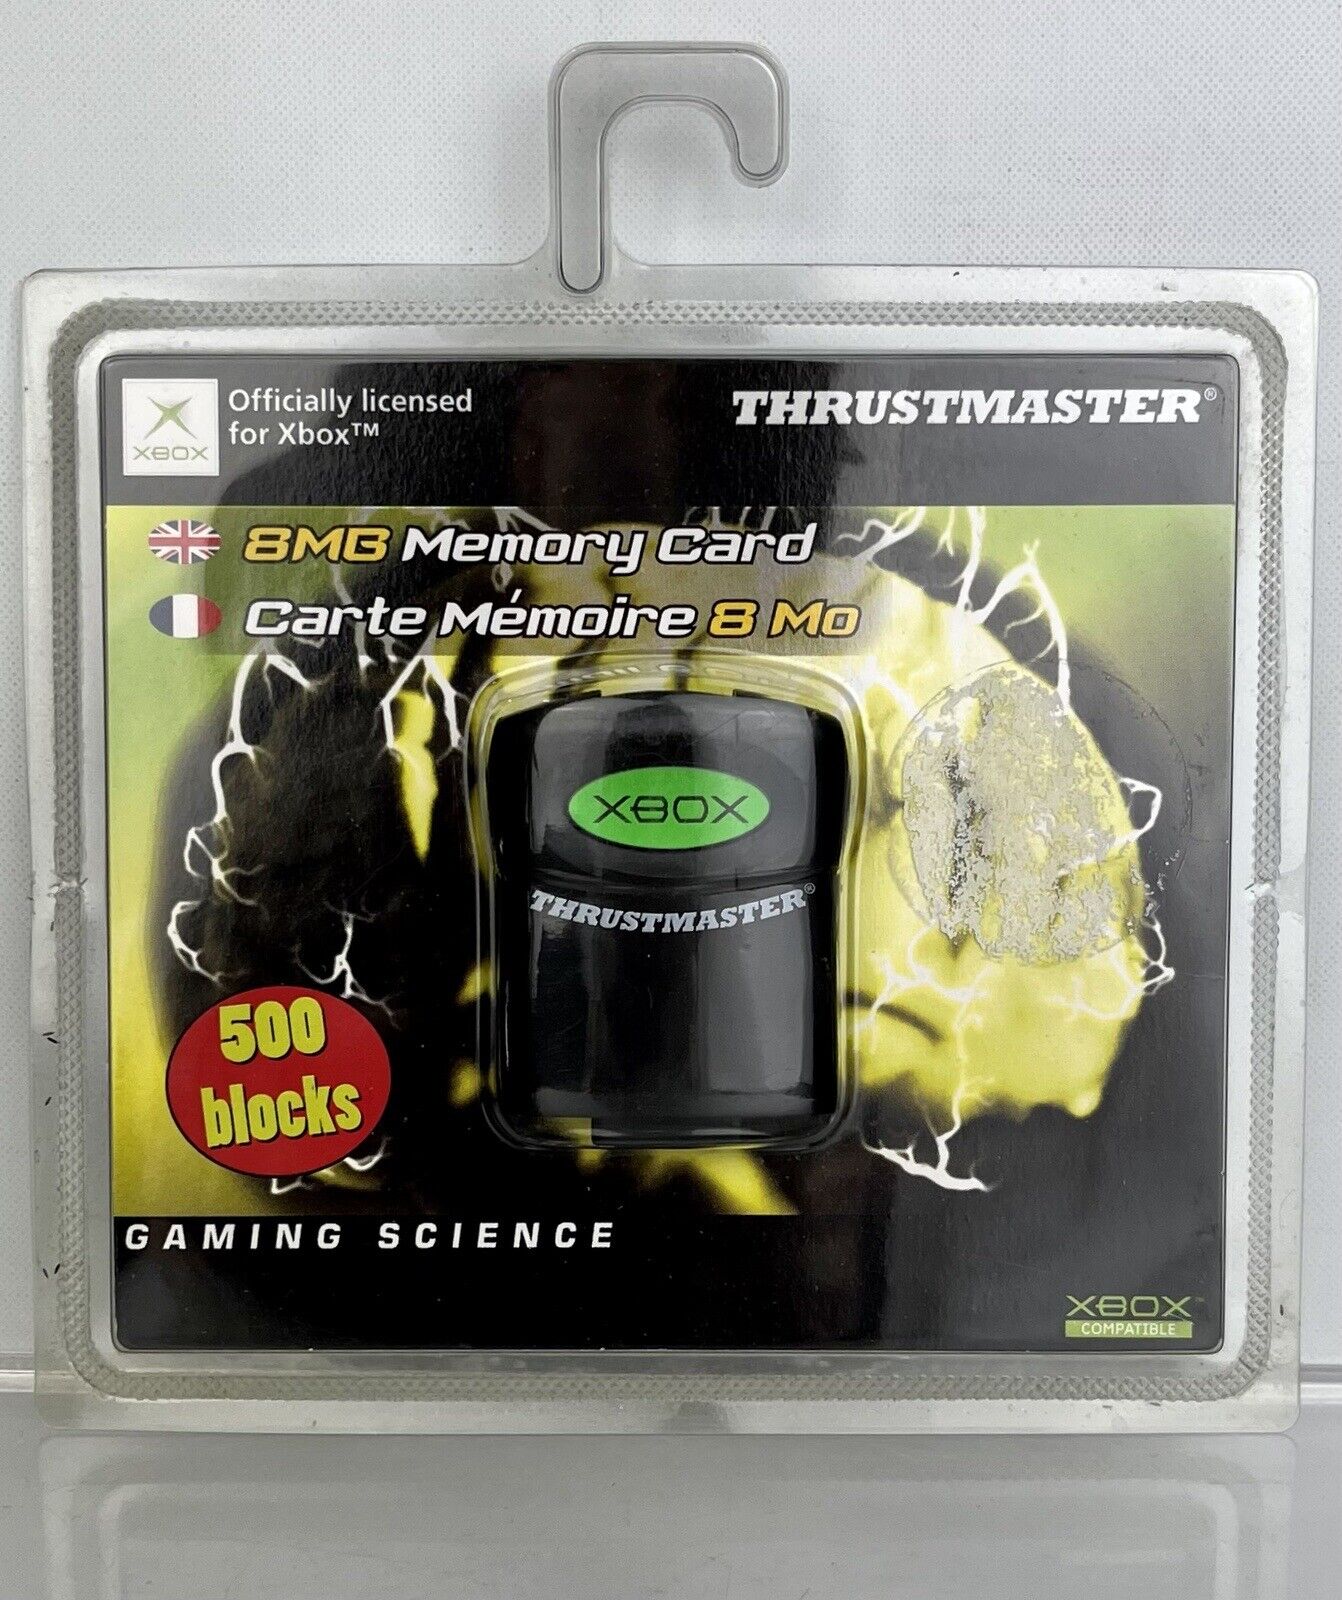 XBOX
Officially licensed
for Xbox™
THRUSTMASTER®
8MB Memory Card
Carte Mémoire 8 Mo
XBOX
THRUSTMASTER®
500
blocks
GAMING SCIENCE
XBOX™
COMPATIBLE